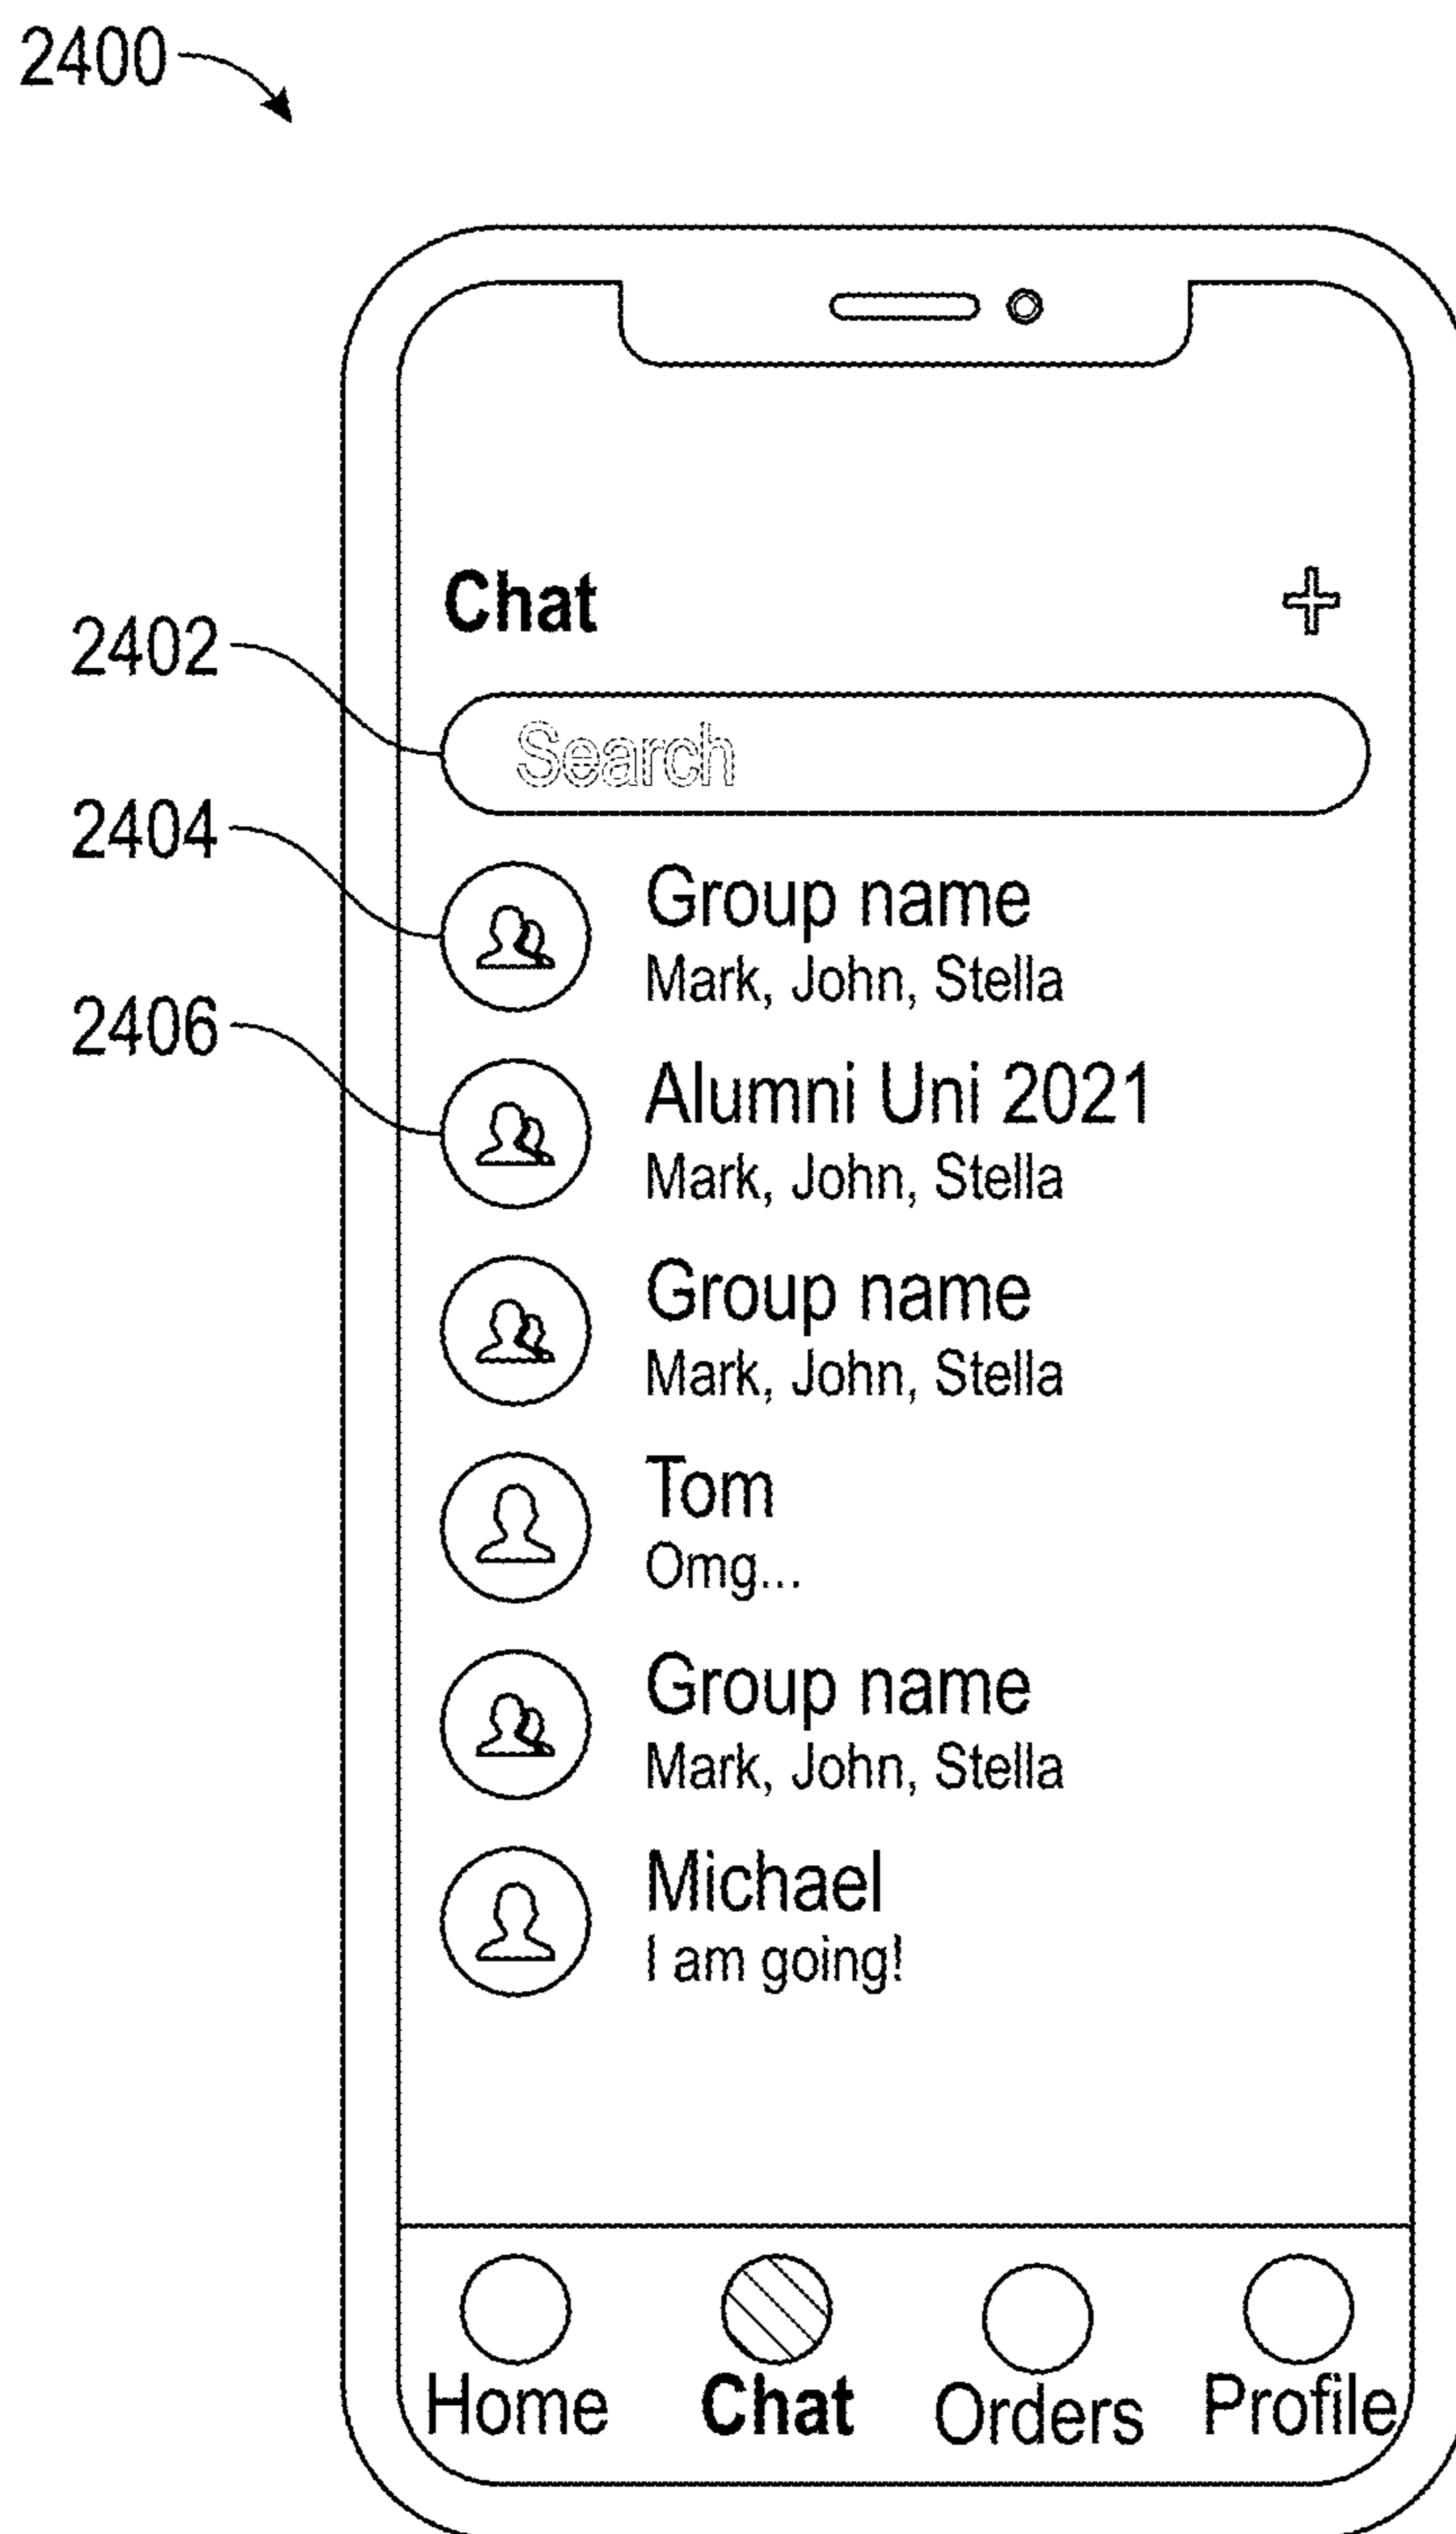 2400
Chat
2402
Search
2404
Group name
Mark, John, Stella
2406
Alumni Uni 2021
Mark, John, Stella
Group name
Mark, John, Stella
Tom
Omg...
Group name
Mark, John, Stella
Michael
I am going!
Home Chat Orders Profile